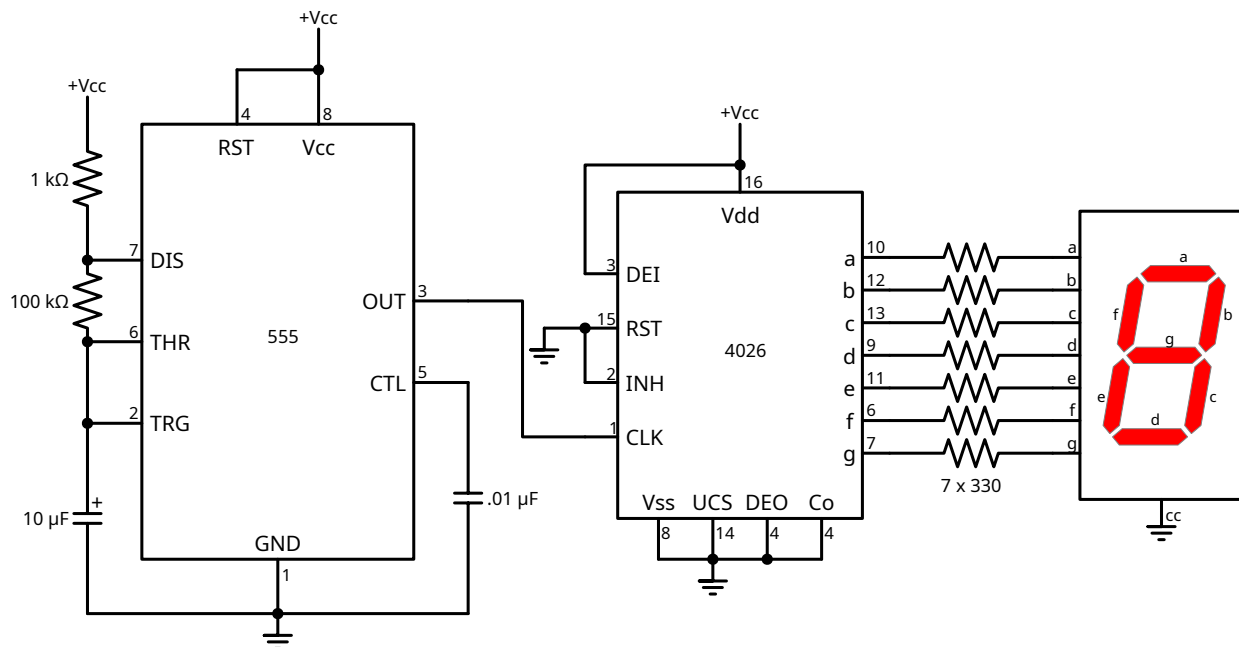 +Vcc
+Vcc
4
8
RST
Vcc
1 kΩ
7
DIS
100 kΩ
6
THR
2
TRG
555
OUT
3
CTL
5
+
10 µF
.01 µF
GND
1
+Vcc
16
Vdd
3
DEI
15
RST
2
INH
1
CLK
4026
a
10
b
12
c
13
d
9
e
11
f
6
g
7
7 x 330
Vss
UCS
DEO
Co
8
14
4
4
a
b
c
d
e
f
g
a
f
b
g
e
c
d
cc